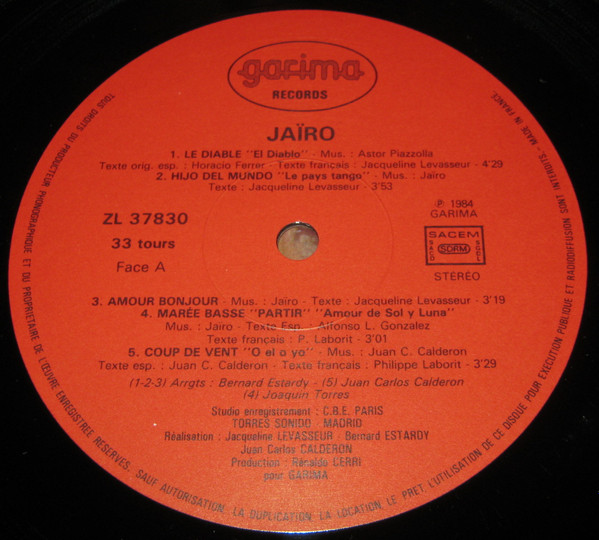 garima
RECORDS
JAÏRO
1. LE DIABLE "El Diablo" - Mus. : Astor Piazzolla
Texte orig. esp. : Horacio Ferrer - Texte français : Jacqueline Levasseur - 4'29
2. HIJO DEL MUNDO "Le pays tango" - Mus. : Jaïro
Texte : Jacqueline Levasseur - 3'53
ZL 37830
33 tours
Face A
℗ 1984
GARIMA
SACEM
SACD SDRM SGDL
STÉRÉO
3. AMOUR BONJOUR - Mus. : Jaïro - Texte : Jacqueline Levasseur - 3'19
4. MARÉE BASSE "PARTIR" "Amour de Sol y Luna"
Mus. : Jaïro - Texte Esp. : Alfonso L. Gonzalez
Texte français : P. Laborit - 3'01
5. COUP DE VENT "O el o yo" - Mus. : Juan C. Calderon
Texte esp. : Juan C. Calderon - Texte français : Philippe Laborit - 3'29
(1-2-3) Arrgts : Bernard Estardy - (5) Juan Carlos Calderon
(4) Joaquin Torres
Studio enregistrement : C.B.E. PARIS
TORRES SONIDO - MADRID
Réalisation : Jacqueline LEVASSEUR - Bernard ESTARDY
Juan Carlos CALDERON
Production : Renaldo CERRI
pour GARIMA
TOUS DROITS DU PRODUCTEUR PHONOGRAPHIQUE ET DU PROPRIETAIRE DE L'ŒUVRE ENREGISTREE RESERVES. SAUF AUTORISATION, LA DUPLICATION, LA LOCATION, LE PRET, L'UTILISATION DE CE DISQUE POUR EXECUTION PUBLIQUE ET RADIODIFFUSION SONT INTERDITS - MADE IN FRANCE